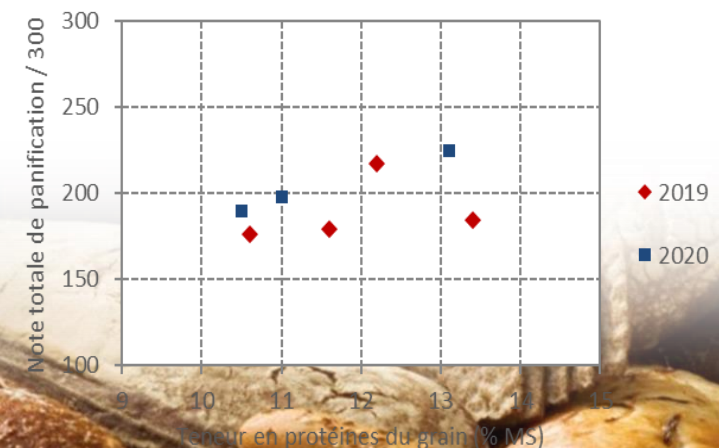 Note totale de panification / 300
300
250
200
150
100
9 10 11 12 13 14 15
Teneur en protéines du grain (% MS)
2019
2020